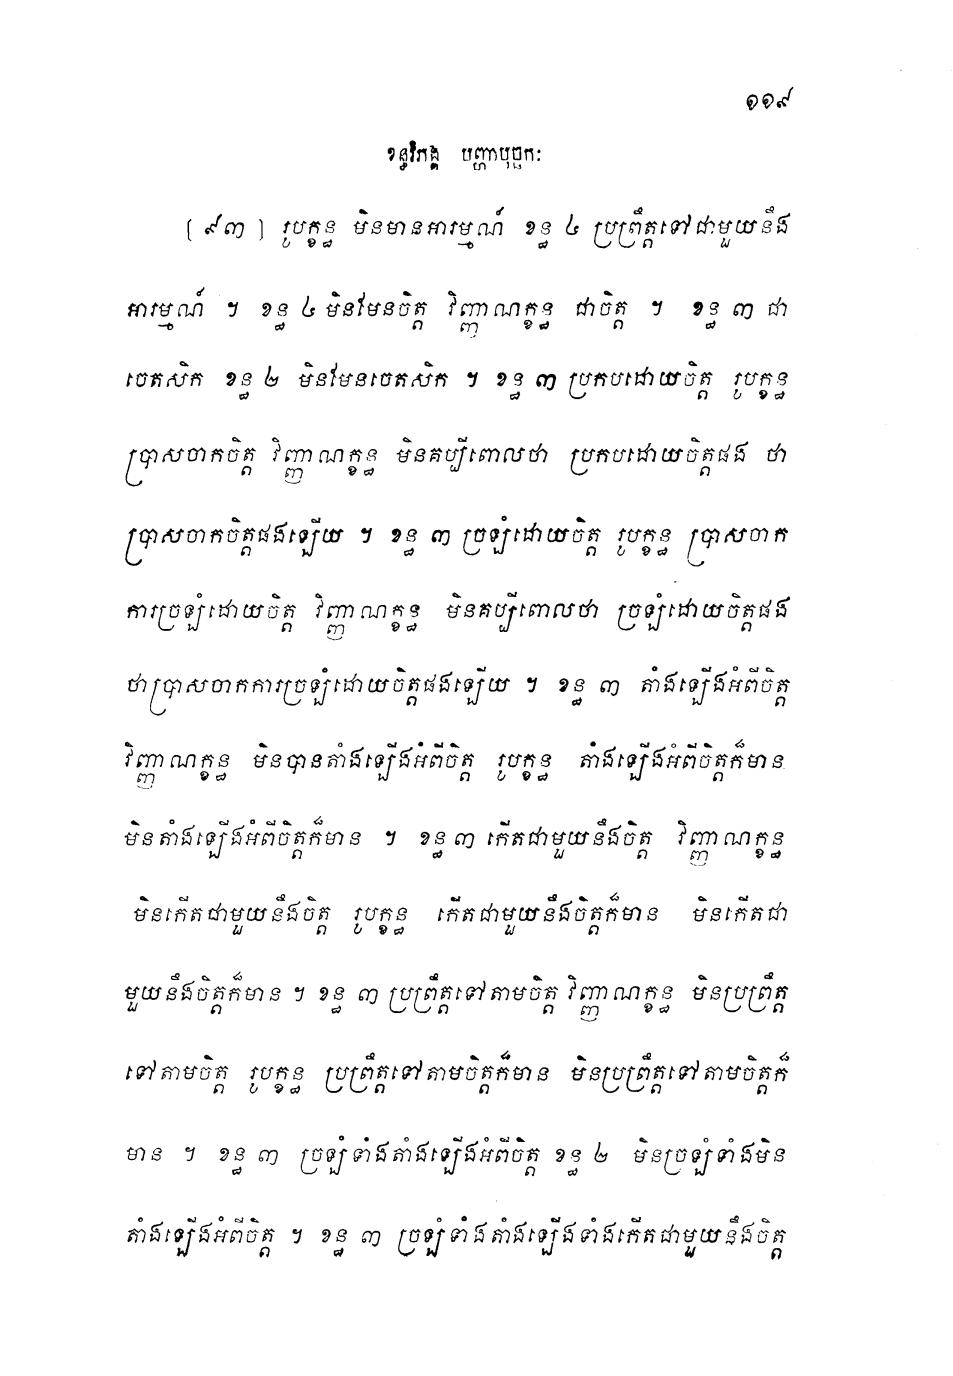 ១១៩
ខន្ធវិភង្គ បញ្ហាបុច្ឆកៈ
[ ៩៣ ] រូបក្ខន្ធ មិនមានអារម្មណ៍ ខន្ធ ៤ ប្រព្រឹត្តទៅជាមួយនឹង
អារម្មណ៍ ។ ខន្ធ ៤ មិនមែនចិត្ត វិញ្ញាណក្ខន្ធ ជាចិត្ត ។ ខន្ធ ៣ ជា
ចេតសិក ខន្ធ ២ មិនមែនចេតសិក ។ ខន្ធ ៣ ប្រកបដោយចិត្ត រូបក្ខន្ធ
ប្រាសចាកចិត្ត វិញ្ញាណក្ខន្ធ មិនគប្បីពោលថា ប្រកបដោយចិត្តផង ថា
ប្រាសចាកចិត្តផងឡើយ ។ ខន្ធ ៣ ច្រឡំដោយចិត្ត រូបក្ខន្ធ ប្រាសចាក
ការច្រឡំដោយចិត្ត វិញ្ញាណក្ខន្ធ មិនគប្បីពោលថា ច្រឡំដោយចិត្តផង
ថាប្រាសចាកការច្រឡំដោយចិត្តផងឡើយ ។ ខន្ធ ៣ តាំងឡើងអំពីចិត្ត
វិញ្ញាណក្ខន្ធ មិនបានតាំងឡើងអំពីចិត្ត រូបក្ខន្ធ តាំងឡើងអំពីចិត្តក៏មាន
មិនតាំងឡើងអំពីចិត្តក៏មាន ។ ខន្ធ ៣ កើតជាមួយនឹងចិត្ត វិញ្ញាណក្ខន្ធ
មិនកើតជាមួយនឹងចិត្ត រូបក្ខន្ធ កើតជាមួយនឹងចិត្តក៏មាន មិនកើតជា
មួយនឹងចិត្តក៏មាន ។ ខន្ធ ៣ ប្រព្រឹត្តទៅតាមចិត្ត វិញ្ញាណក្ខន្ធ មិនប្រព្រឹត្ត
ទៅតាមចិត្ត រូបក្ខន្ធ ប្រព្រឹត្តទៅតាមចិត្តក៏មាន មិនប្រព្រឹត្តទៅតាមចិត្តក៏
មាន ។ ខន្ធ ៣ ច្រឡំទាំងតាំងឡើងអំពីចិត្ត ខន្ធ ២ មិនច្រឡំទាំងមិន
តាំងឡើងអំពីចិត្ត ។ ខន្ធ ៣ ច្រឡំទាំងតាំងឡើងទាំងកើតជាមួយនឹងចិត្ត